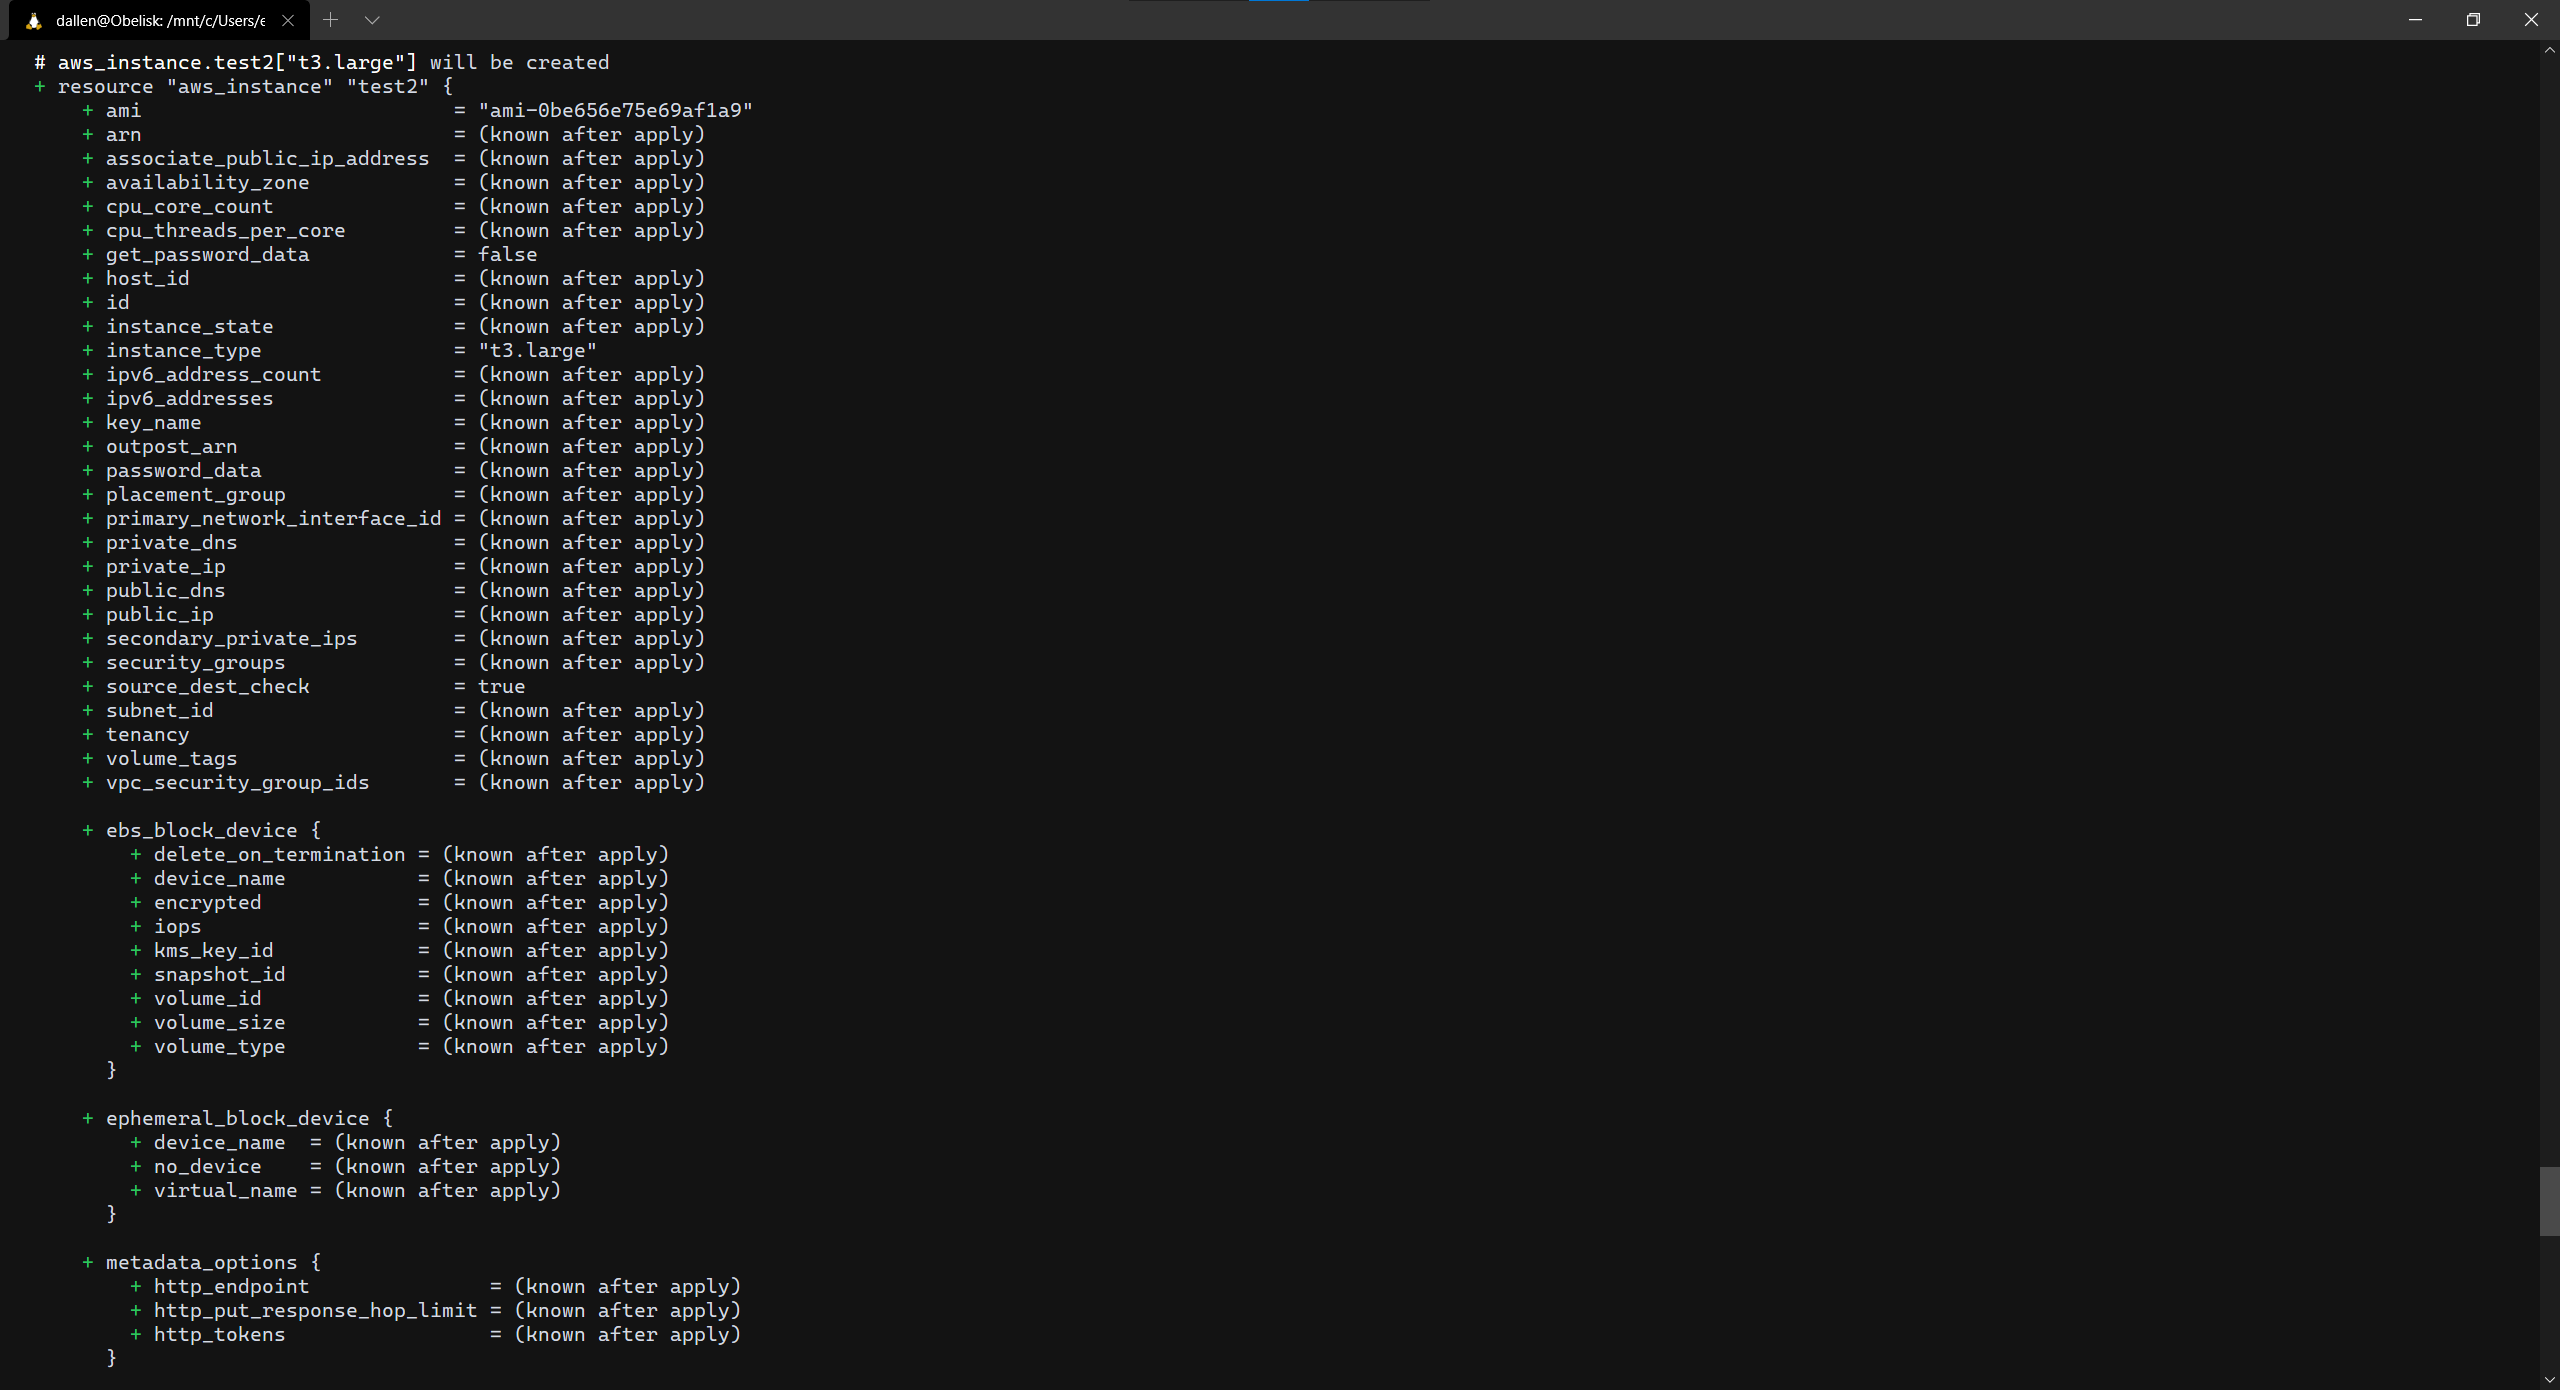 dallen@Obelisk: /mnt/c/Users/e
# aws_instance.test2["t3.large"] will be created
+ resource "aws_instance" "test2" {
+ ami = "ami-0be656e75e69af1a9"
+ arn = (known after apply)
+ associate_public_ip_address = (known after apply)
+ availability_zone = (known after apply)
+ cpu_core_count = (known after apply)
+ cpu_threads_per_core = (known after apply)
+ get_password_data = false
+ host_id = (known after apply)
+ id = (known after apply)
+ instance_state = (known after apply)
+ instance_type = "t3.large"
+ ipv6_address_count = (known after apply)
+ ipv6_addresses = (known after apply)
+ key_name = (known after apply)
+ outpost_arn = (known after apply)
+ password_data = (known after apply)
+ placement_group = (known after apply)
+ primary_network_interface_id = (known after apply)
+ private_dns = (known after apply)
+ private_ip = (known after apply)
+ public_dns = (known after apply)
+ public_ip = (known after apply)
+ secondary_private_ips = (known after apply)
+ security_groups = (known after apply)
+ source_dest_check = true
+ subnet_id = (known after apply)
+ tenancy = (known after apply)
+ volume_tags = (known after apply)
+ vpc_security_group_ids = (known after apply)
+ ebs_block_device {
+ delete_on_termination = (known after apply)
+ device_name = (known after apply)
+ encrypted = (known after apply)
+ iops = (known after apply)
+ kms_key_id = (known after apply)
+ snapshot_id = (known after apply)
+ volume_id = (known after apply)
+ volume_size = (known after apply)
+ volume_type = (known after apply)
}
+ ephemeral_block_device {
+ device_name = (known after apply)
+ no_device = (known after apply)
+ virtual_name = (known after apply)
}
+ metadata_options {
+ http_endpoint = (known after apply)
+ http_put_response_hop_limit = (known after apply)
+ http_tokens = (known after apply)
}